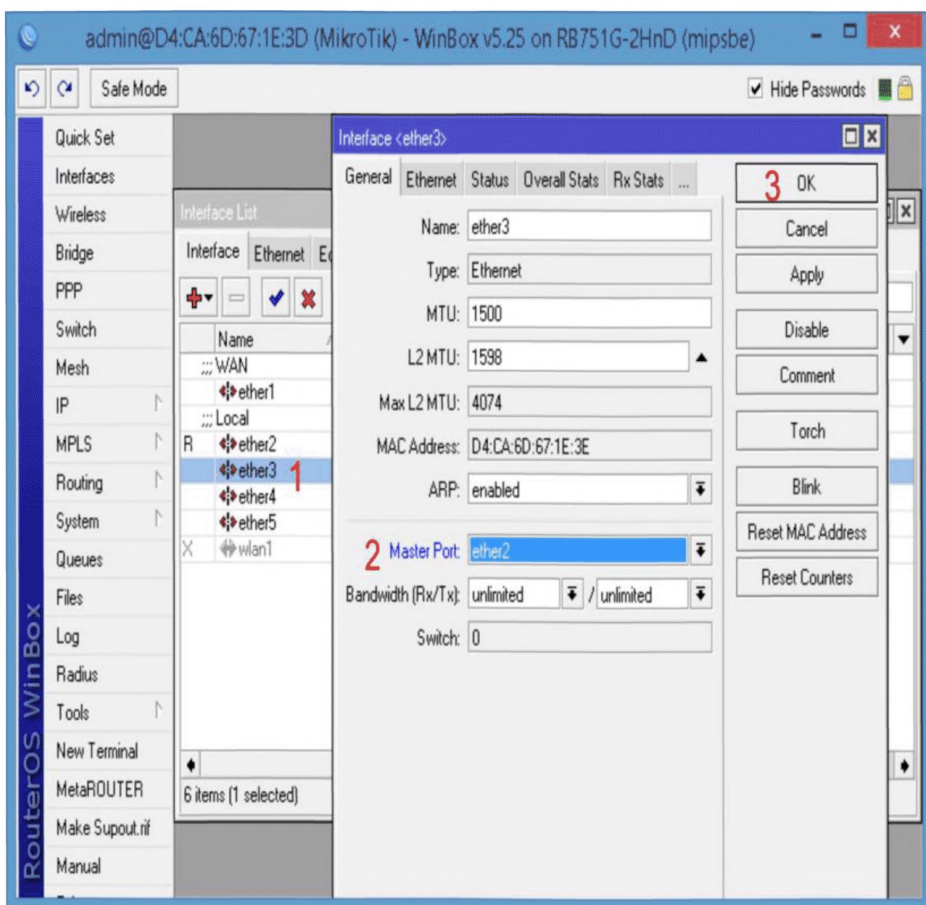 admin@D4:CA:6D:67:1E:3D (MikroTik) - WinBox v5.25 on RB751G-2HnD (mipsbe)
Safe Mode
Hide Passwords
RouterOS WinBox
Quick Set
Interfaces
Wireless
Bridge
PPP
Switch
Mesh
IP
MPLS
Routing
System
Queues
Files
Log
Radius
Tools
New Terminal
MetaROUTER
Make Supout.rif
Manual
Interface List
Interface Ethernet
Name
;;; WAN
ether1
;;; Local
R ether2
ether3 1
ether4
ether5
X wlan1
6 items (1 selected)
Interface <ether3>
General Ethernet Status Overall Stats Rx Stats ...
Name: ether3
Type: Ethernet
MTU: 1500
L2 MTU: 1598
Max L2 MTU: 4074
MAC Address: D4:CA:6D:67:1E:3E
ARP: enabled
2 Master Port: ether2
Bandwidth (Rx/Tx): unlimited / unlimited
Switch: 0
3 OK
Cancel
Apply
Disable
Comment
Torch
Blink
Reset MAC Address
Reset Counters